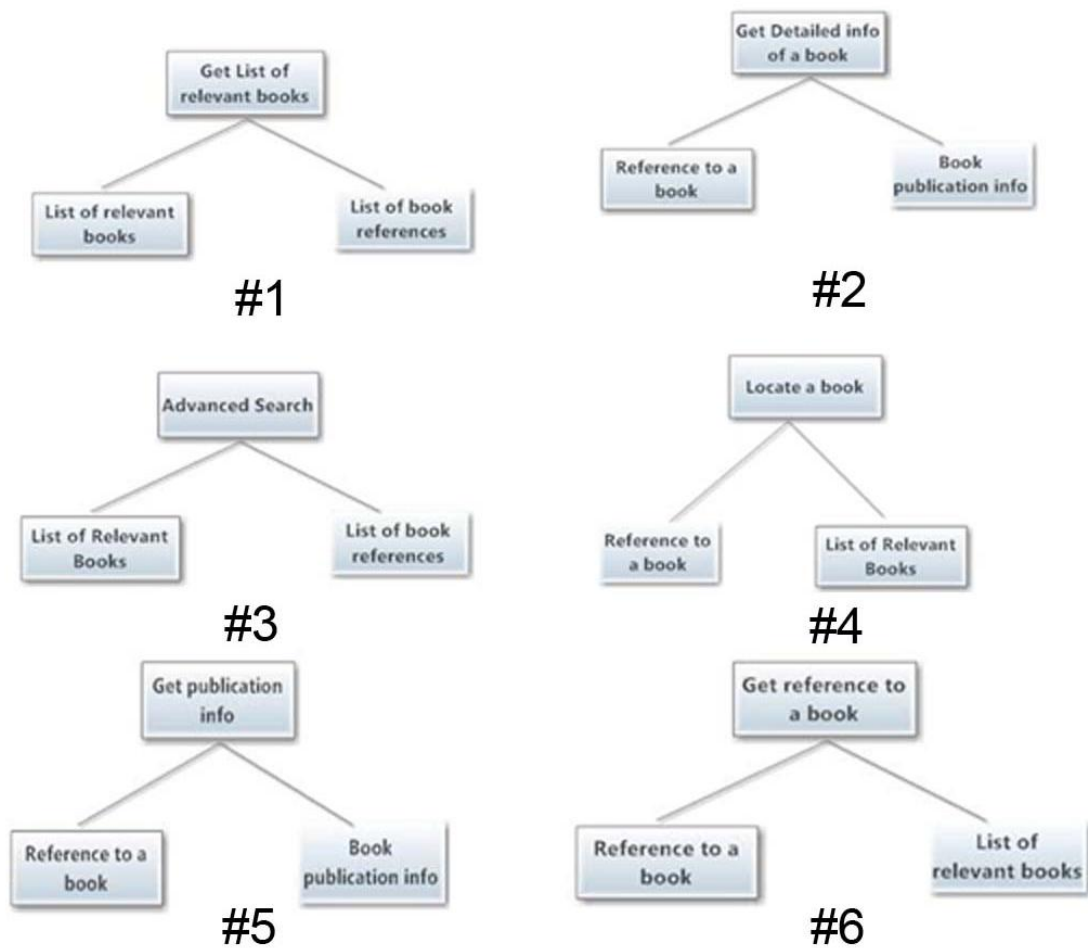 Get List of
relevant books
List of relevant
books
List of book
references
#1
Get Detailed info
of a book
Reference to a
book
Book
publication info
#2
Advanced Search
List of Relevant
Books
List of book
references
#3
Locate a book
Reference to
a book
List of Relevant
Books
#4
Get publication
info
Reference to a
book
Book
publication info
#5
Get reference to
a book
Reference to a
book
List of
relevant books
#6